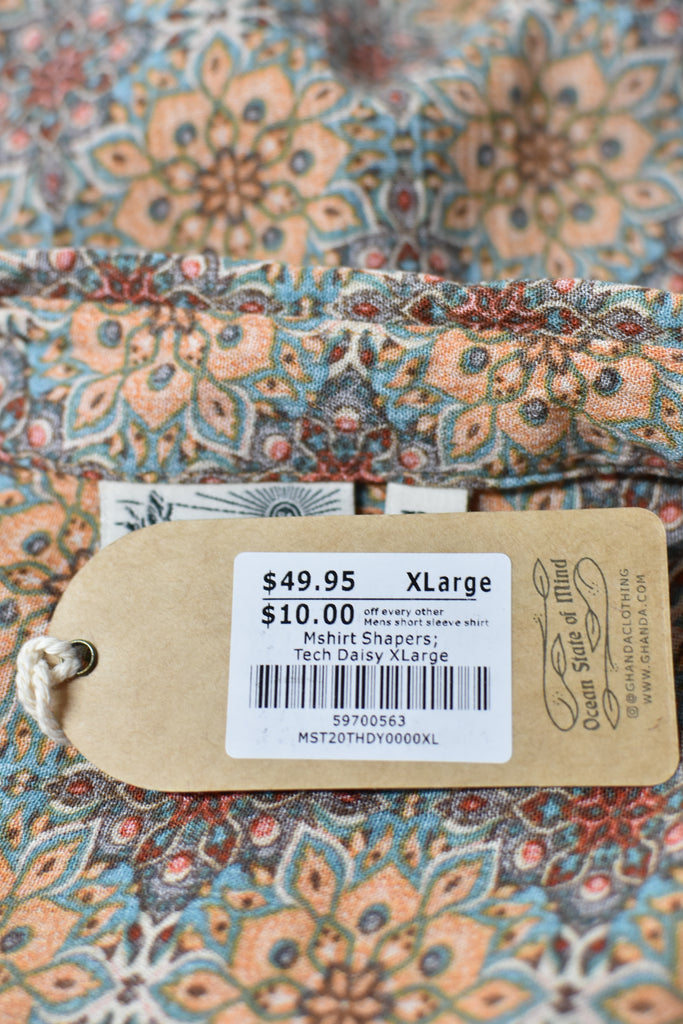 $49.95 XLarge
$10.00 off every other
Mens short sleeve shirt
Mshirt Shapers;
Tech Daisy XLarge
59700563
MST20THDY0000XL
Ocean State of Mind
@GHANDACLOTHING
WWW.GHANDA.COM